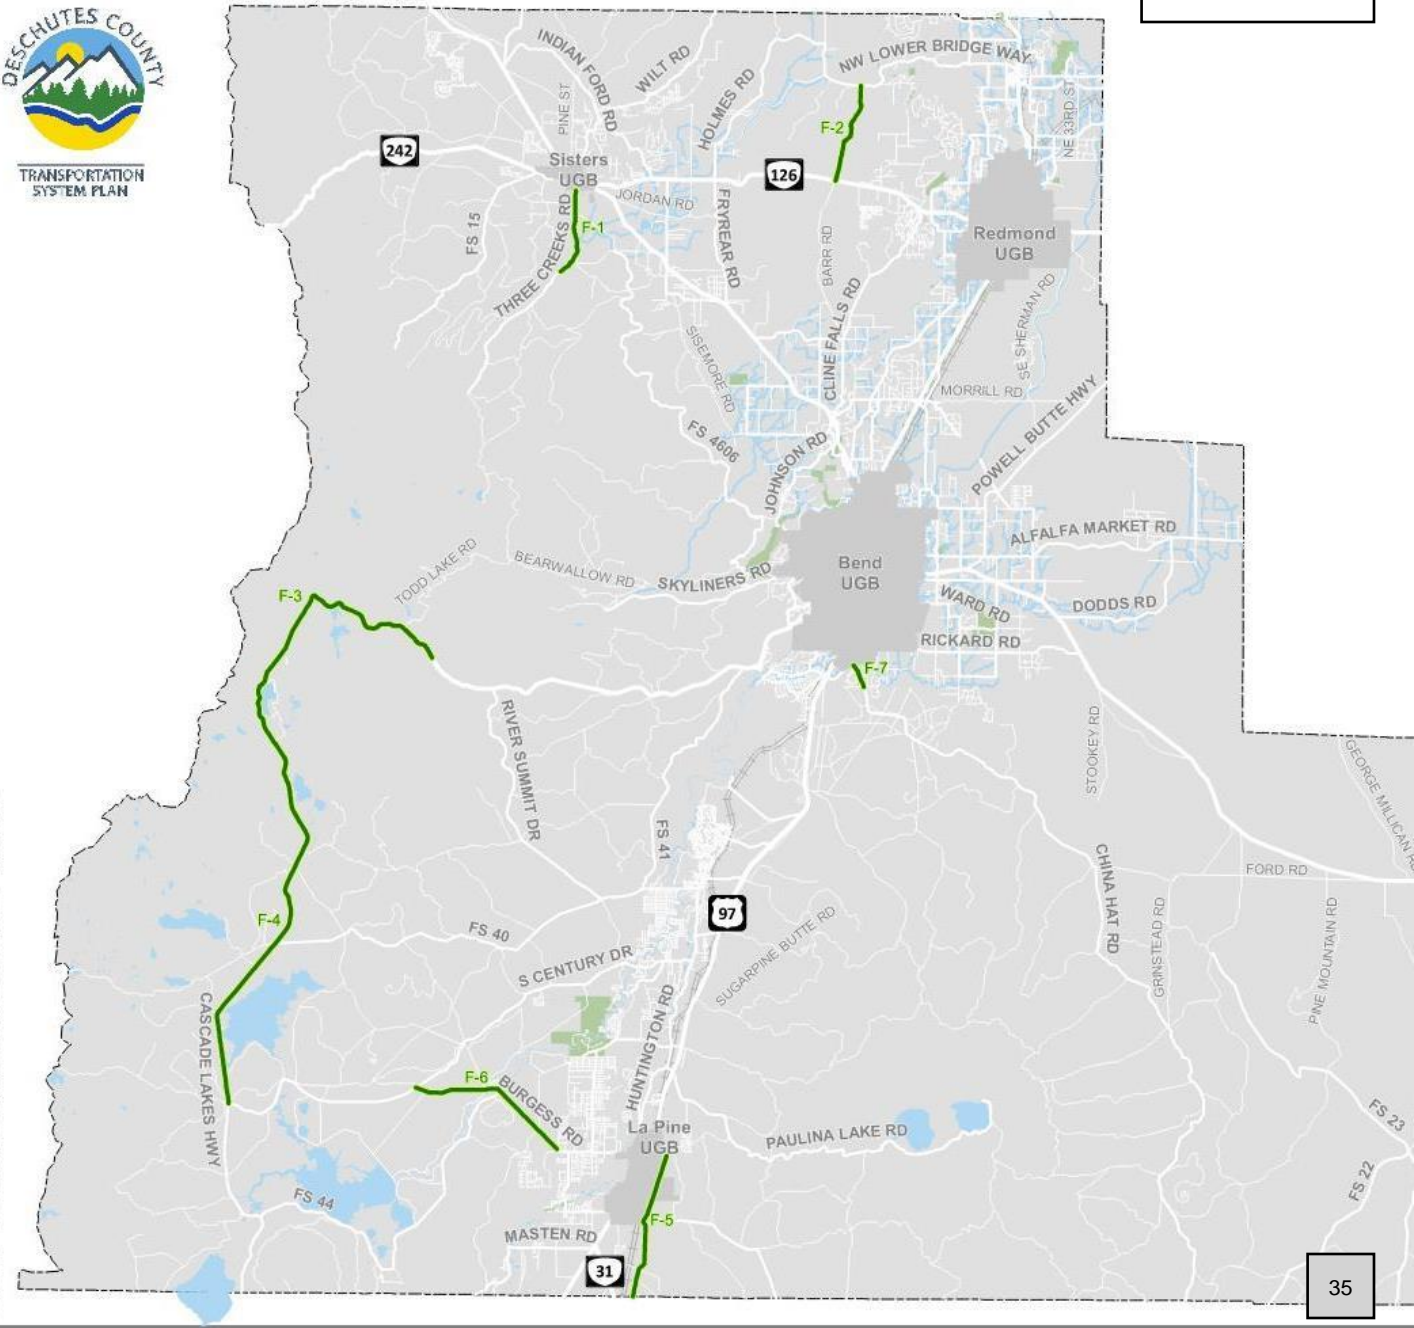 DESCHUTES COUNTY
TRANSPORTATION
SYSTEM PLAN
INDIAN FORD RD
WILT RD
HOLMES RD
NW LOWER BRIDGE WAY
PINE ST
NE 33RD ST
F-2
242
Sisters
UGB
126
JORDAN RD
FRYREAR RD
FS 15
THREE CREEKS RD
F-1
BARR RD
Redmond
UGB
CLINE FALLS RD
SE SHERMAN RD
SISEMORE RD
MORRILL RD
POWELL BUTTE HWY
FS 4606
JOHNSON RD
ALFALFA MARKET RD
TODD LAKE RD
BEARWALLOW RD
SKYLINERS RD
Bend
UGB
F-3
WARD RD
DODDS RD
RICKARD RD
F-7
RIVER SUMMIT DR
STOOKEY RD
GEORGE MILLICAN RD
FS 41
CHINA HAT RD
FORD RD
F-4
FS 40
97
SUGARPINE BUTTE RD
GRINSTEAD RD
PINE MOUNTAIN RD
S CENTURY DR
CASCADE LAKES HWY
HUNTINGTON RD
F-6
BURGESS RD
La Pine
UGB
PAULINA LAKE RD
FS 23
FS 22
FS 44
F-5
MASTEN RD
31
35